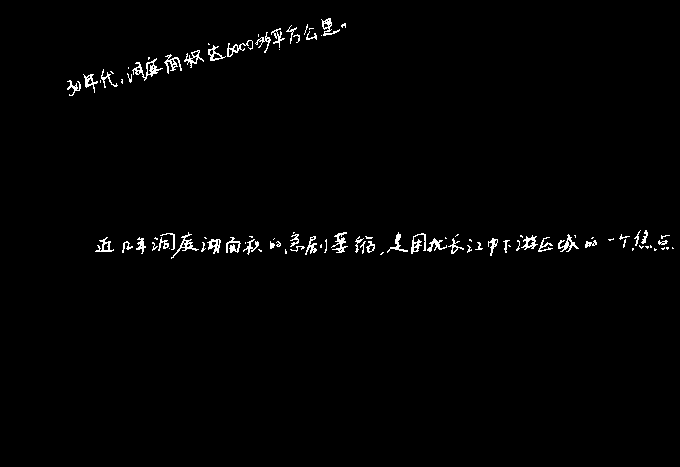 30年代，洞庭面积达6000多平方公里。
近几年洞庭湖面积的急剧萎缩，是困扰长江中下游区域的一个焦点